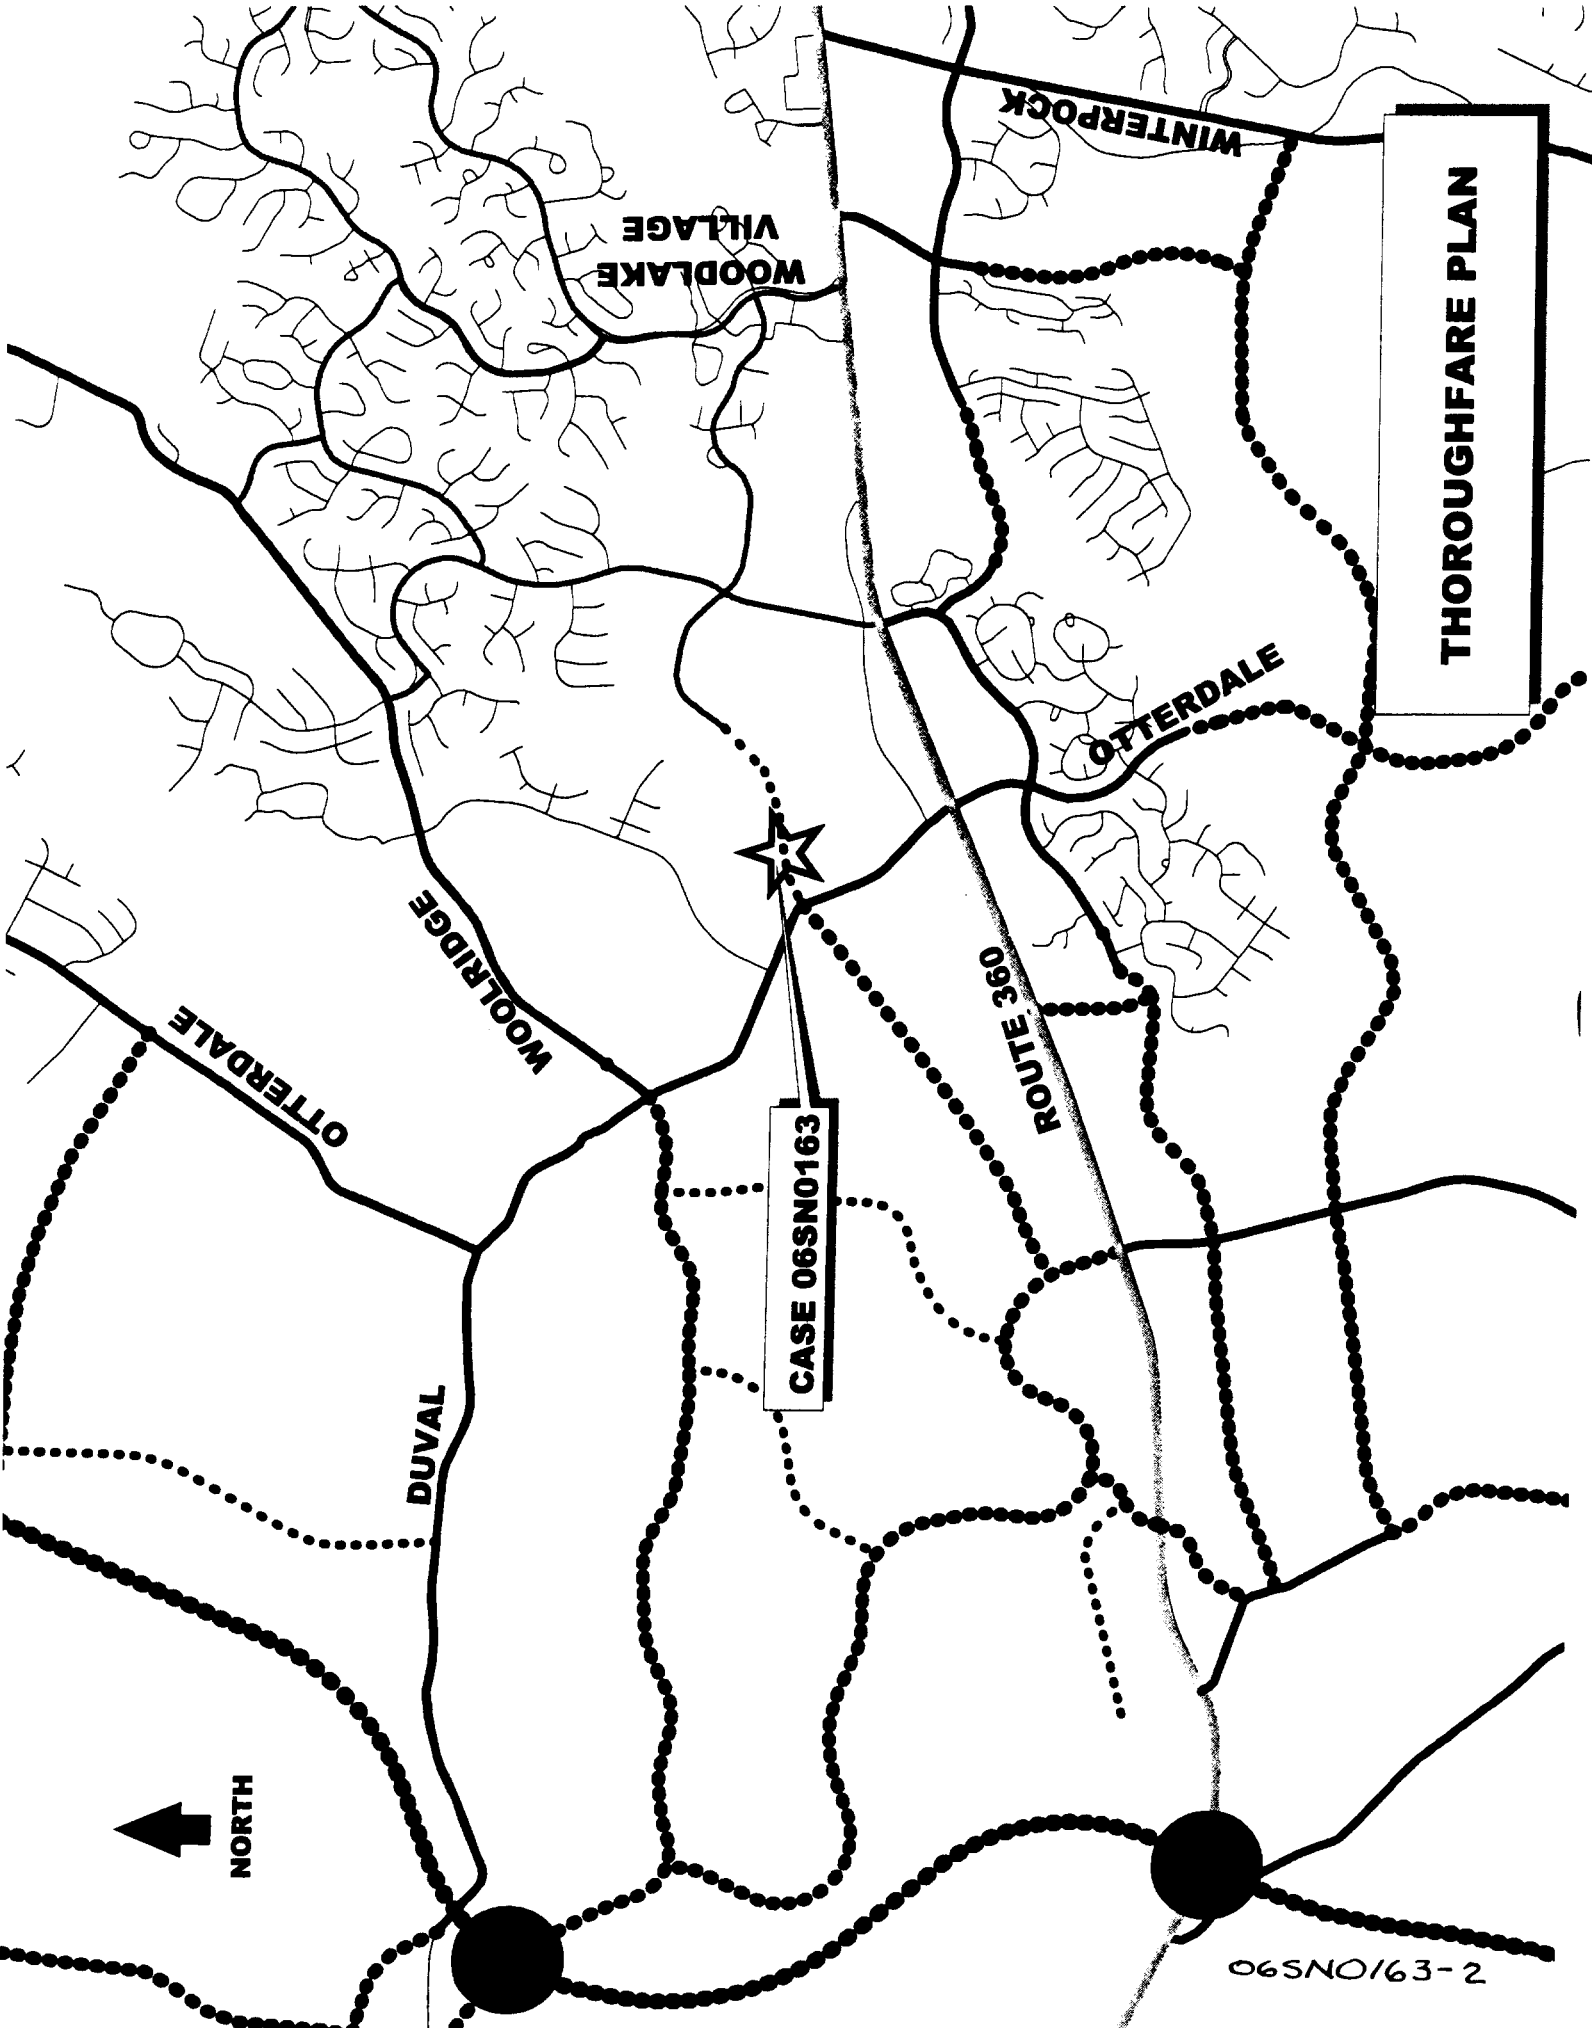 WINTERPOCK
WOODLAKE
VILLAGE
THOROUGHFARE PLAN
OTTERDALE
WOOLRIDGE
ROUTE 360
OTTERDALE
CASE 06SN0163
DUVAL
NORTH
06SN0163-2